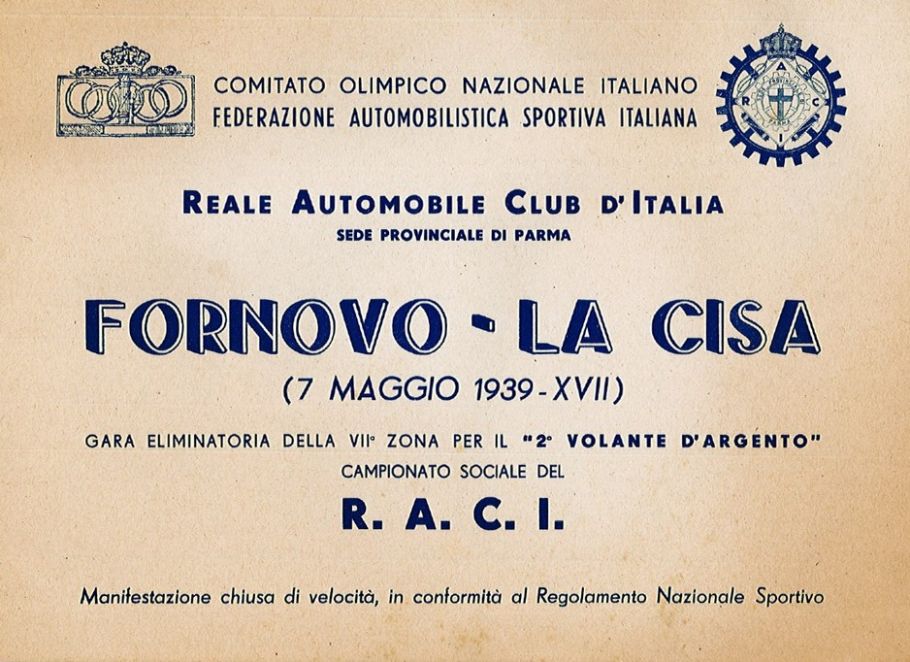 COMITATO OLIMPICO NAZIONALE ITALIANO
FEDERAZIONE AUTOMOBILISTICA SPORTIVA ITALIANA
R A C I
REALE AUTOMOBILE CLUB D'ITALIA
SEDE PROVINCIALE DI PARMA
FORNOVO - LA CISA
(7 MAGGIO 1939-XVII)
GARA ELIMINATORIA DELLA VII° ZONA PER IL "2° VOLANTE D'ARGENTO"
CAMPIONATO SOCIALE DEL
R. A. C. I.
Manifestazione chiusa di velocità, in conformità al Regolamento Nazionale Sportivo